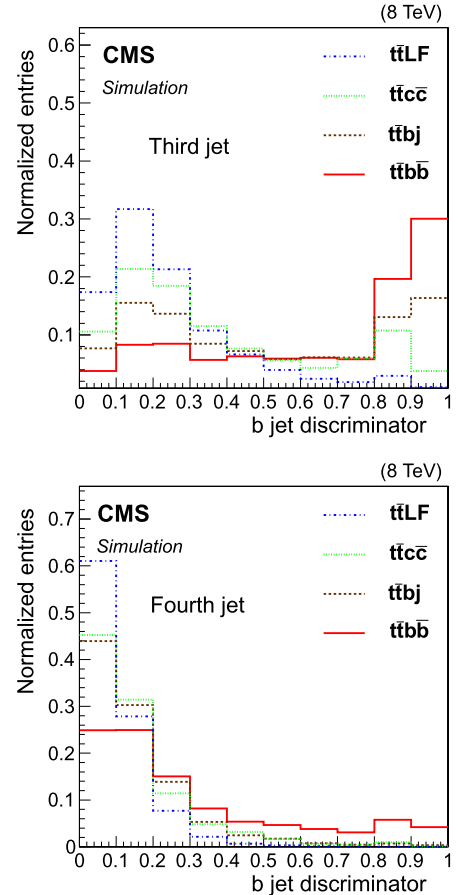 (8 TeV)
CMS
Simulation
Third jet
tt̄LF
tt̄cc̄
tt̄bj
tt̄bb̄
Normalized entries
0.6
0.5
0.4
0.3
0.2
0.1
0 0.1 0.2 0.3 0.4 0.5 0.6 0.7 0.8 0.9 1
b jet discriminator
(8 TeV)
CMS
Simulation
Fourth jet
tt̄LF
tt̄cc̄
tt̄bj
tt̄bb̄
Normalized entries
0.7
0.6
0.5
0.4
0.3
0.2
0.1
0
0 0.1 0.2 0.3 0.4 0.5 0.6 0.7 0.8 0.9 1
b jet discriminator